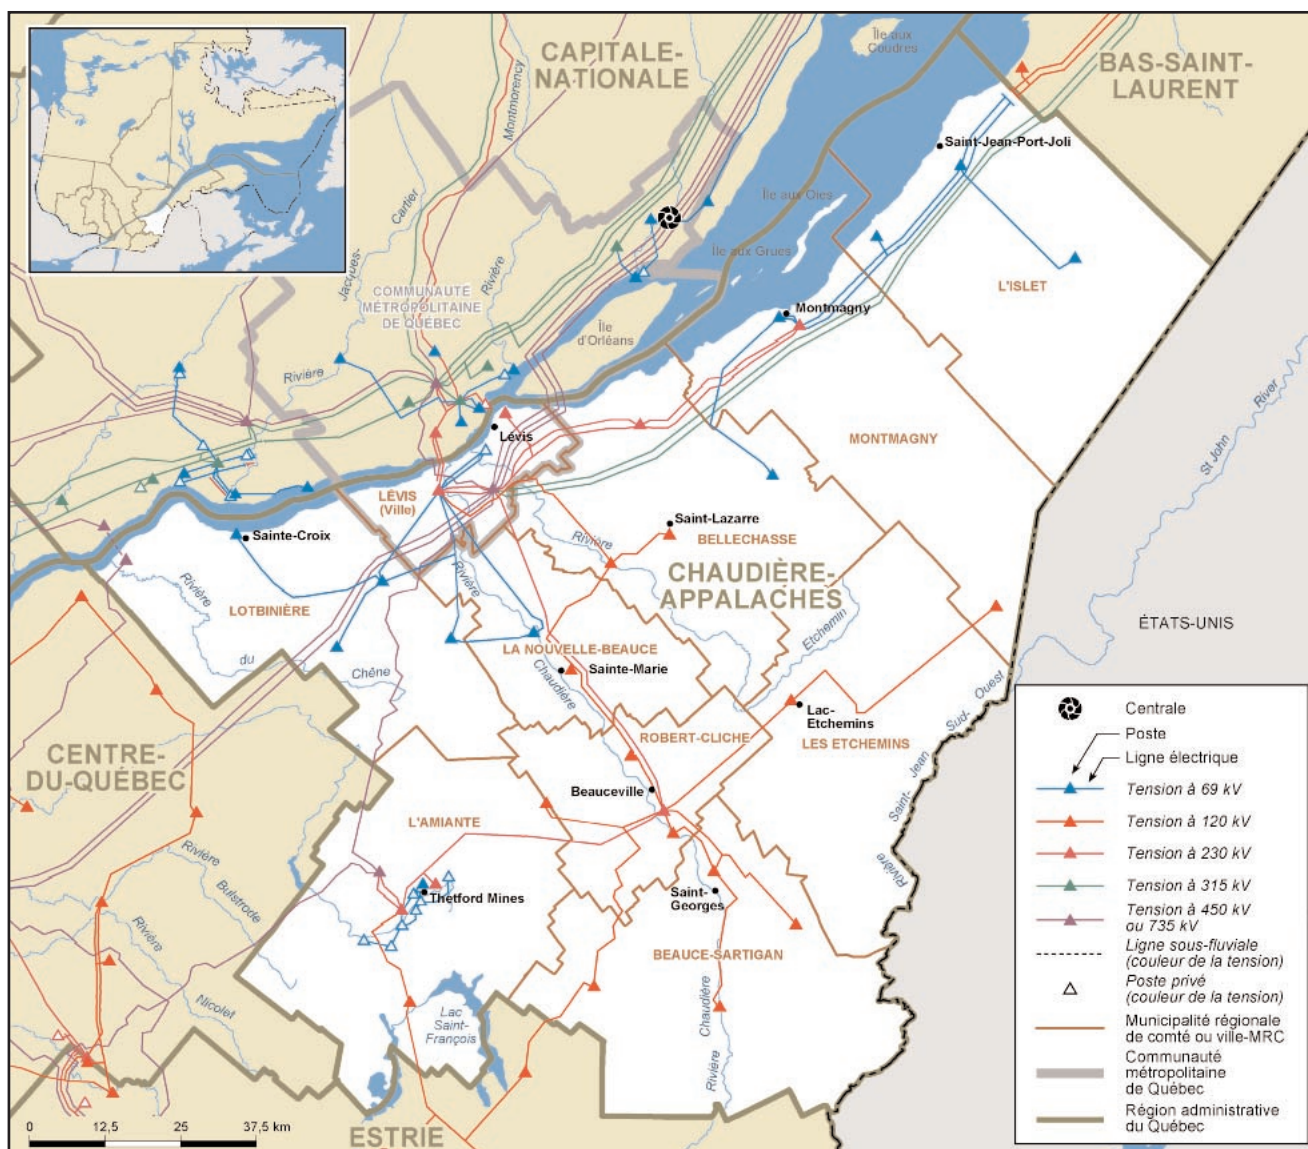 CAPITALE-
NATIONALE
Île aux
Coudres
BAS-SAINT-
LAURENT
Montmorency
Saint-Jean-Port-Joli
Cartier
Jacques-
Rivière
Île aux Oies
Île aux Grues
L'ISLET
COMMUNAUTÉ
MÉTROPOLITAINE
DE QUÉBEC
Île
d'Orléans
Montmagny
Rivière
St John
River
Lévis
MONTMAGNY
LÉVIS
(Ville)
Sainte-Croix
Saint-Lazarre
BELLECHASSE
Rivière
Rivière
CHAUDIÈRE-
APPALACHES
Rivière
du
Chêne
LOTBINIÈRE
Etchemin
ÉTATS-UNIS
LA NOUVELLE-BEAUCE
Sainte-Marie
Chaudière
Lac-
Etchemins
LES ETCHEMINS
ROBERT-CLICHE
CENTRE-
DU-QUÉBEC
Beauceville
Rivière
Saint-
Jean
Sud-
Ouest
L'AMIANTE
Rivière
Bulstrode
Thetford Mines
Saint-
Georges
BEAUCE-SARTIGAN
Rivière
Nicolet
Lac
Saint-
François
Chaudière
Rivière
ESTRIE
0 12,5 25 37,5 km
Centrale
Poste
Ligne électrique
Tension à 69 kV
Tension à 120 kV
Tension à 230 kV
Tension à 315 kV
Tension à 450 kV
ou 735 kV
Ligne sous-fluviale
(couleur de la tension)
Poste privé
(couleur de la tension)
Municipalité régionale
de comté ou ville-MRC
Communauté
métropolitaine
de Québec
Région administrative
du Québec